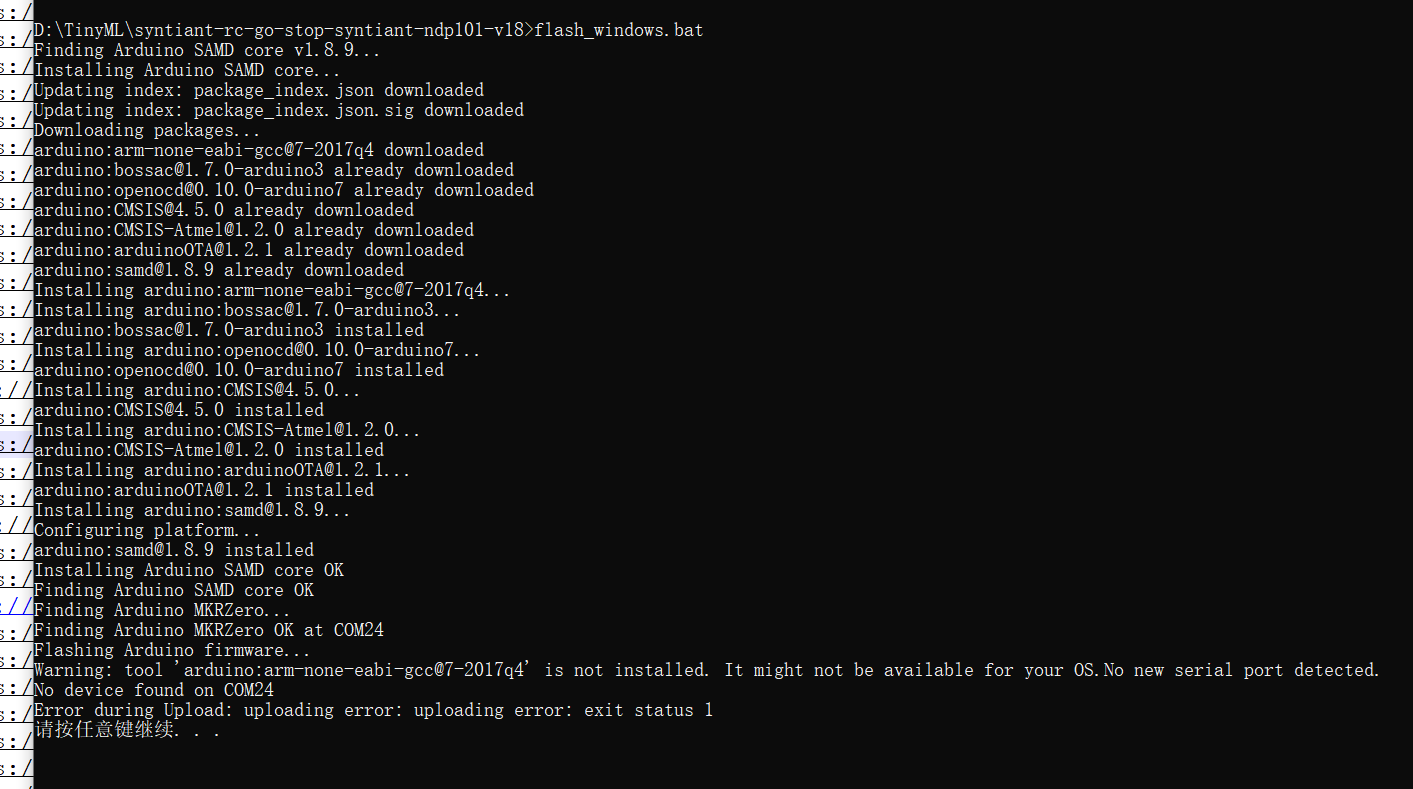 D:\TinyML\syntiant-rc-go-stop-syntiant-ndp101-v18>flash_windows.bat
Finding Arduino SAMD core v1.8.9...
Installing Arduino SAMD core...
Updating index: package_index.json downloaded
Updating index: package_index.json.sig downloaded
Downloading packages...
arduino:arm-none-eabi-gcc@7-2017q4 downloaded
arduino:bossac@1.7.0-arduino3 already downloaded
arduino:openocd@0.10.0-arduino7 already downloaded
arduino:CMSIS@4.5.0 already downloaded
arduino:CMSIS-Atmel@1.2.0 already downloaded
arduino:arduinoOTA@1.2.1 already downloaded
arduino:samd@1.8.9 already downloaded
Installing arduino:arm-none-eabi-gcc@7-2017q4...
Installing arduino:bossac@1.7.0-arduino3...
arduino:bossac@1.7.0-arduino3 installed
Installing arduino:openocd@0.10.0-arduino7...
arduino:openocd@0.10.0-arduino7 installed
Installing arduino:CMSIS@4.5.0...
arduino:CMSIS@4.5.0 installed
Installing arduino:CMSIS-Atmel@1.2.0...
arduino:CMSIS-Atmel@1.2.0 installed
Installing arduino:arduinoOTA@1.2.1...
arduino:arduinoOTA@1.2.1 installed
Installing arduino:samd@1.8.9...
Configuring platform...
arduino:samd@1.8.9 installed
Installing Arduino SAMD core OK
Finding Arduino SAMD core OK
Finding Arduino MKRZero...
Finding Arduino MKRZero OK at COM24
Flashing Arduino firmware...
Warning: tool 'arduino:arm-none-eabi-gcc@7-2017q4' is not installed. It might not be available for your OS.No new serial port detected.
No device found on COM24
Error during Upload: uploading error: uploading error: exit status 1
请按任意键继续. . .